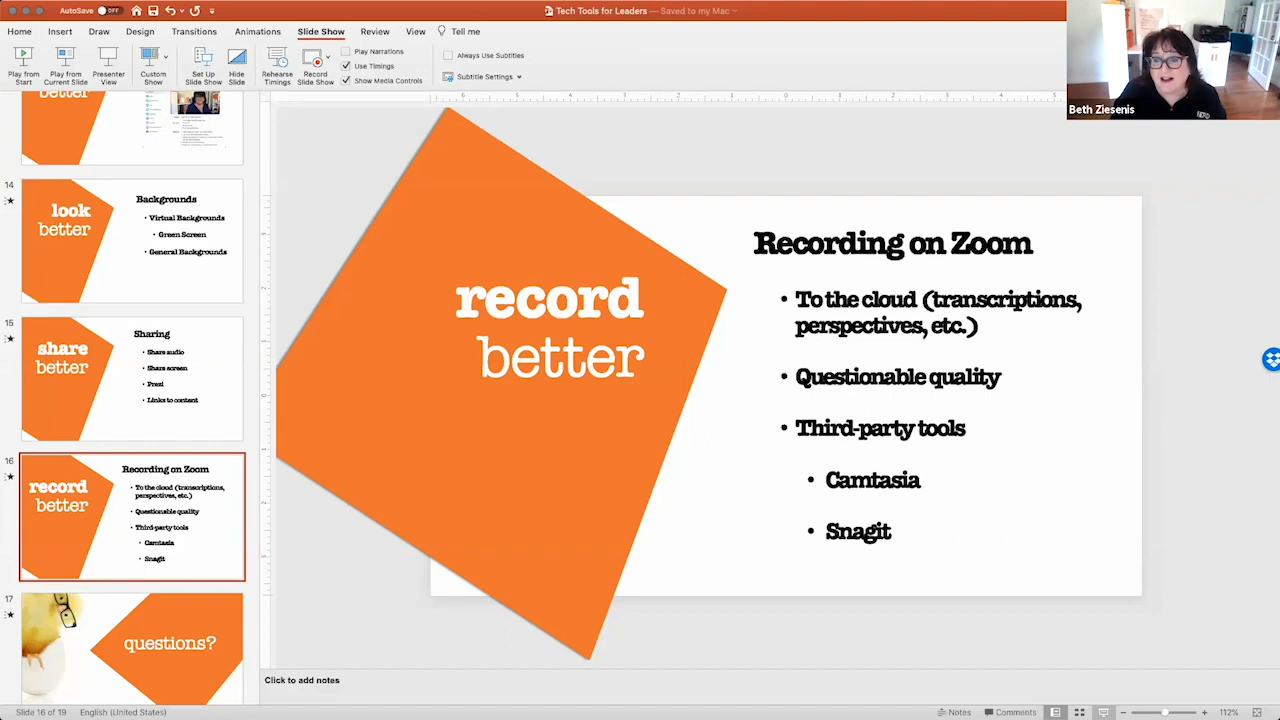 AutoSave OFF
Tech Tools for Leaders — Saved to my Mac
Home Insert Draw Design Transitions Animations Slide Show Review View Tell me
Play from Start
Play from Current Slide
Presenter View
Custom Show
Set Up Slide Show
Hide Slide
Rehearse Timings
Record Slide Show
Play Narrations
Use Timings
Show Media Controls
Always Use Subtitles
Subtitle Settings
Beth Ziesenis
better
14
look
better
Backgrounds
• Virtual Backgrounds
• Green Screen
• General Backgrounds
15
share
better
Sharing
• Share audio
• Share screen
• Prezi
• Links to content
16
record
better
Recording on Zoom
• To the cloud (transcriptions,
perspectives, etc.)
• Questionable quality
• Third-party tools
• Camtasia
• Snagit
17
questions?
record
better
Recording on Zoom
• To the cloud (transcriptions,
perspectives, etc.)
• Questionable quality
• Third-party tools
• Camtasia
• Snagit
Click to add notes
Slide 16 of 19 English (United States)
Notes Comments 112%